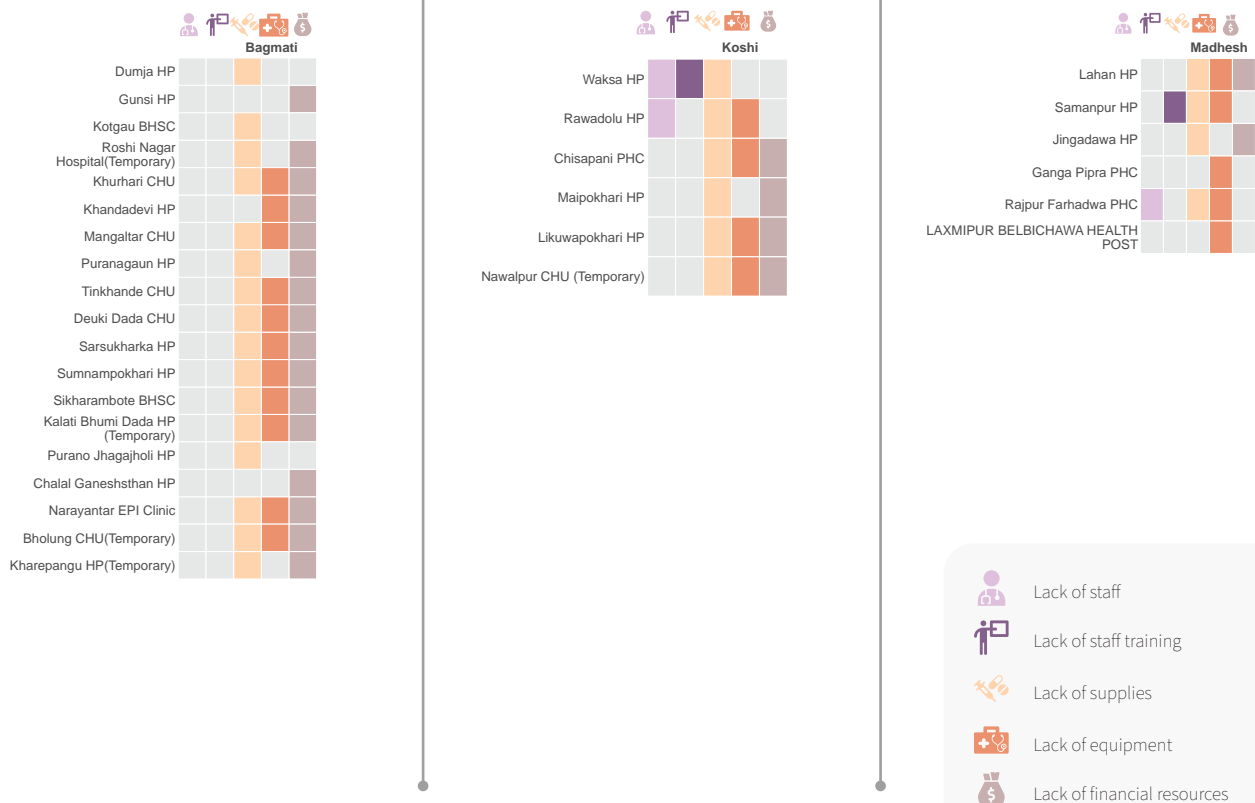 Bagmati
Dumja HP
Gunsi HP
Kotgau BHSC
Roshi Nagar
Hospital(Temporary)
Khurhari CHU
Khandadevi HP
Mangaltar CHU
Puranagaun HP
Tinkhande CHU
Deuki Dada CHU
Sarsukharka HP
Sumnampokhari HP
Sikharambote BHSC
Kalati Bhumi Dada HP
(Temporary)
Purano Jhagajholi HP
Chalal Ganeshsthan HP
Narayantar EPI Clinic
Bholung CHU(Temporary)
Kharepangu HP(Temporary)
Koshi
Waksa HP
Rawadolu HP
Chisapani PHC
Maipokhari HP
Likuwapokhari HP
Nawalpur CHU (Temporary)
Madhesh
Lahan HP
Samanpur HP
Jingadawa HP
Ganga Pipra PHC
Rajpur Farhadwa PHC
LAXMIPUR BELBICHAWA HEALTH
POST
Lack of staff
Lack of staff training
Lack of supplies
Lack of equipment
Lack of financial resources